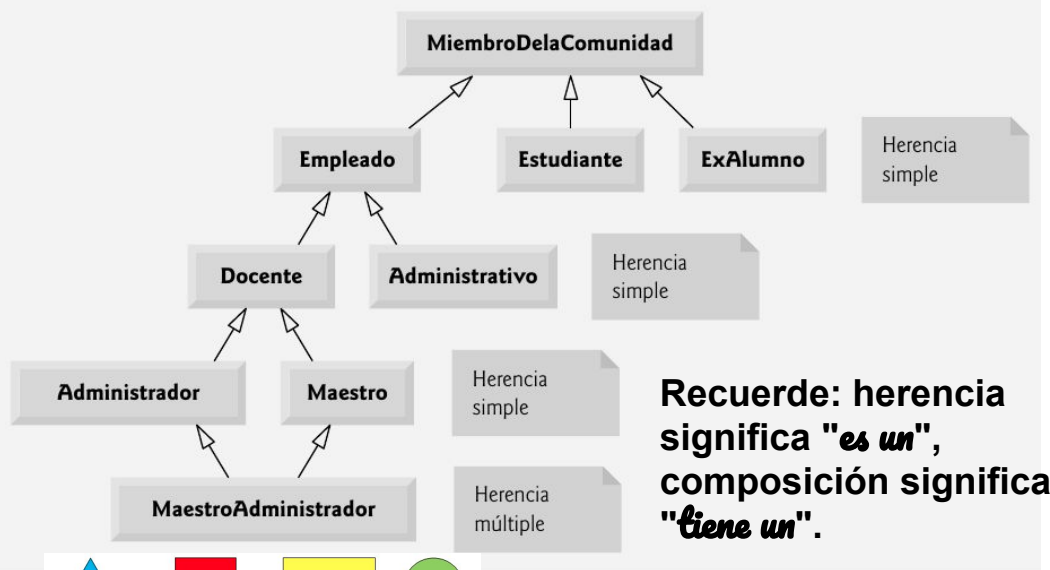 MiembroDelaComunidad
Empleado
Estudiante
ExAlumno
Herencia
simple
Docente
Administrativo
Herencia
simple
Administrador
Maestro
Herencia
simple
MaestroAdministrador
Herencia
múltiple
Recuerde: herencia
significa "es un",
composición significa
"tiene un".